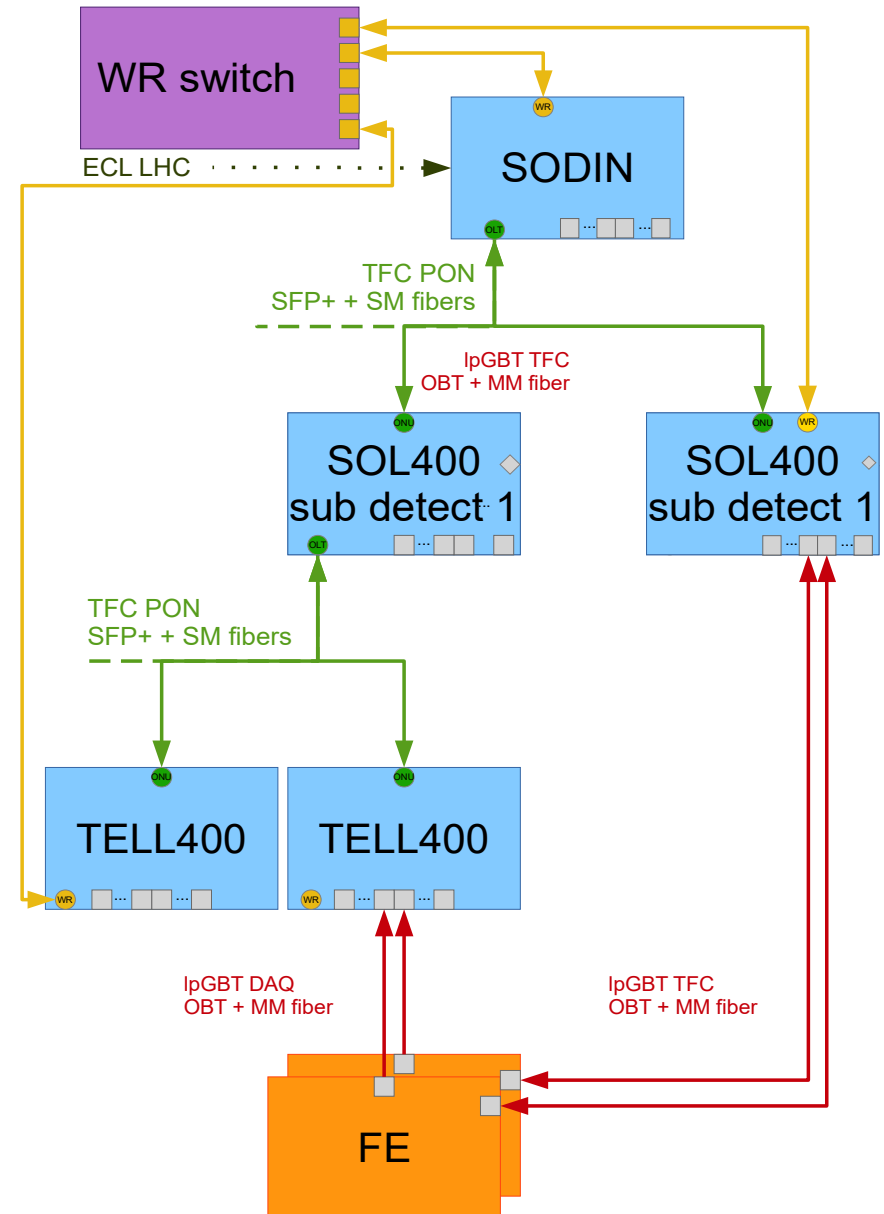 WR switch
WR
ECL LHC
SODIN
OLT
...
...
TFC PON
SFP+ + SM fibers
lpGBT TFC
OBT + MM fiber
ONU
ONU
WR
SOL400
sub detect 1
...
SOL400
sub detect 1
OLT
...
...
...
TFC PON
SFP+ + SM fibers
ONU
ONU
TELL400
TELL400
WR
...
...
WR
...
...
lpGBT DAQ
OBT + MM fiber
lpGBT TFC
OBT + MM fiber
FE